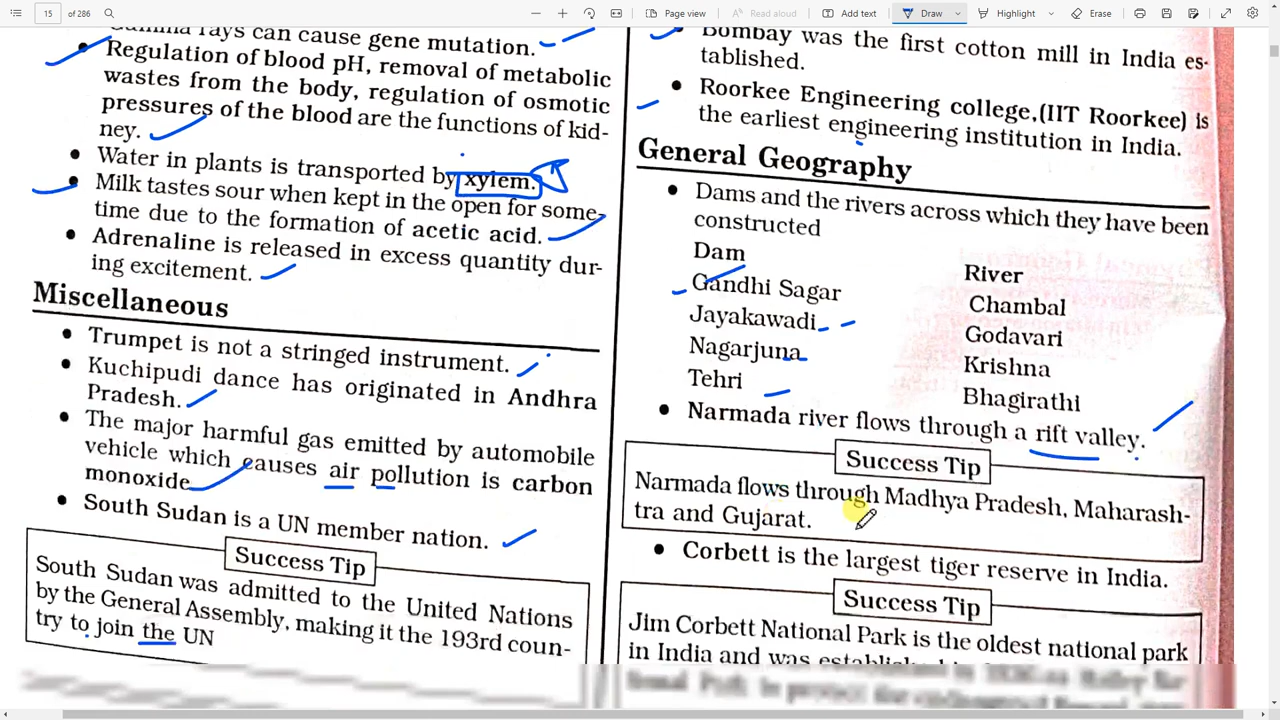 15 of 286
Page view
Read aloud
Add text
Draw
Highlight
Erase
Gamma rays can cause gene mutation.
Regulation of blood pH, removal of metabolic
wastes from the body, regulation of osmotic
pressures of the blood are the functions of kid-
ney.
Water in plants is transported by xylem.
Milk tastes sour when kept in the open for some-
time due to the formation of acetic acid.
Adrenaline is released in excess quantity dur-
ing excitement.
Miscellaneous
Trumpet is not a stringed instrument.
Kuchipudi dance has originated in Andhra
Pradesh.
The major harmful gas emitted by automobile
vehicle which causes air pollution is carbon
monoxide
South Sudan is a UN member nation.
Success Tip
South Sudan was admitted to the United Nations
by the General Assembly, making it the 193rd coun-
try to join the UN
Bombay was the first cotton mill in India es-
tablished.
Roorkee Engineering college,(IIT Roorkee) is
the earliest engineering institution in India.
General Geography
Dams and the rivers across which they have been
constructed
Dam River
Gandhi Sagar Chambal
Jayakawadi Godavari
Nagarjuna Krishna
Tehri Bhagirathi
Narmada river flows through a rift valley.
Success Tip
Narmada flows through Madhya Pradesh, Maharash-
tra and Gujarat.
Corbett is the largest tiger reserve in India.
Success Tip
Jim Corbett National Park is the oldest national park
in India and was established in